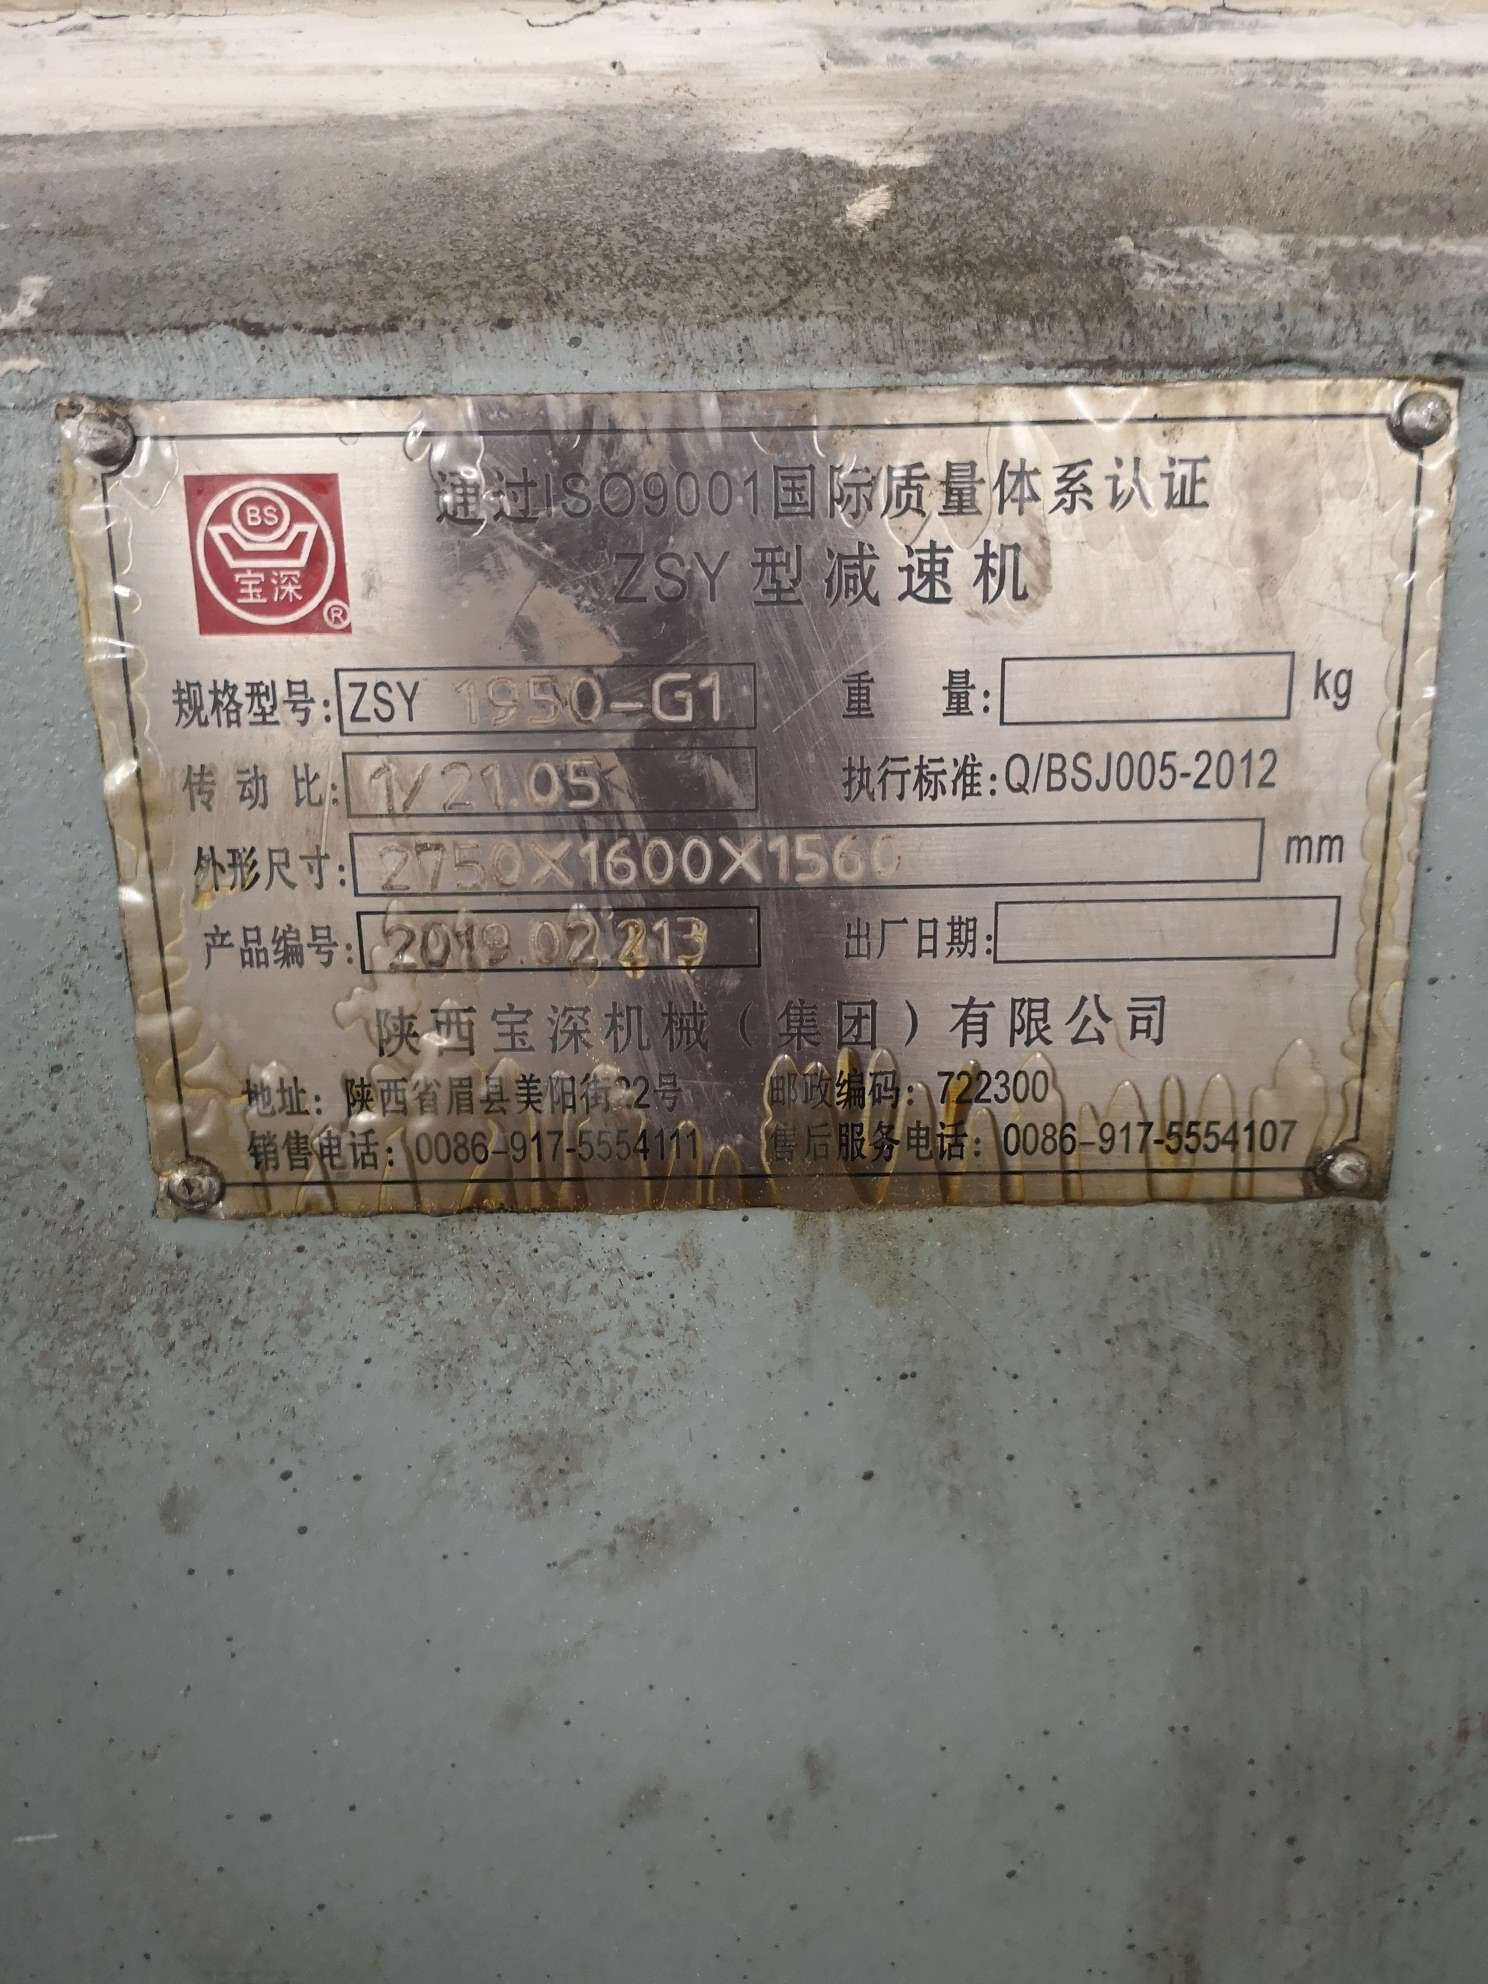 BS
宝深
®
通过ISO9001国际质量体系认证
ZSY型减速机
规格型号: ZSY 1950-G1 重 量: kg
传动比: 1/21.05 执行标准: Q/BSJ005-2012
外形尺寸: 2750X1600X1560 mm
产品编号: 2019.02.213 出厂日期:
陕西宝深机械(集团)有限公司
地址: 陕西省眉县美阳街22号 邮政编码: 722300
销售电话: 0086-917-5554111 售后服务电话: 0086-917-5554107